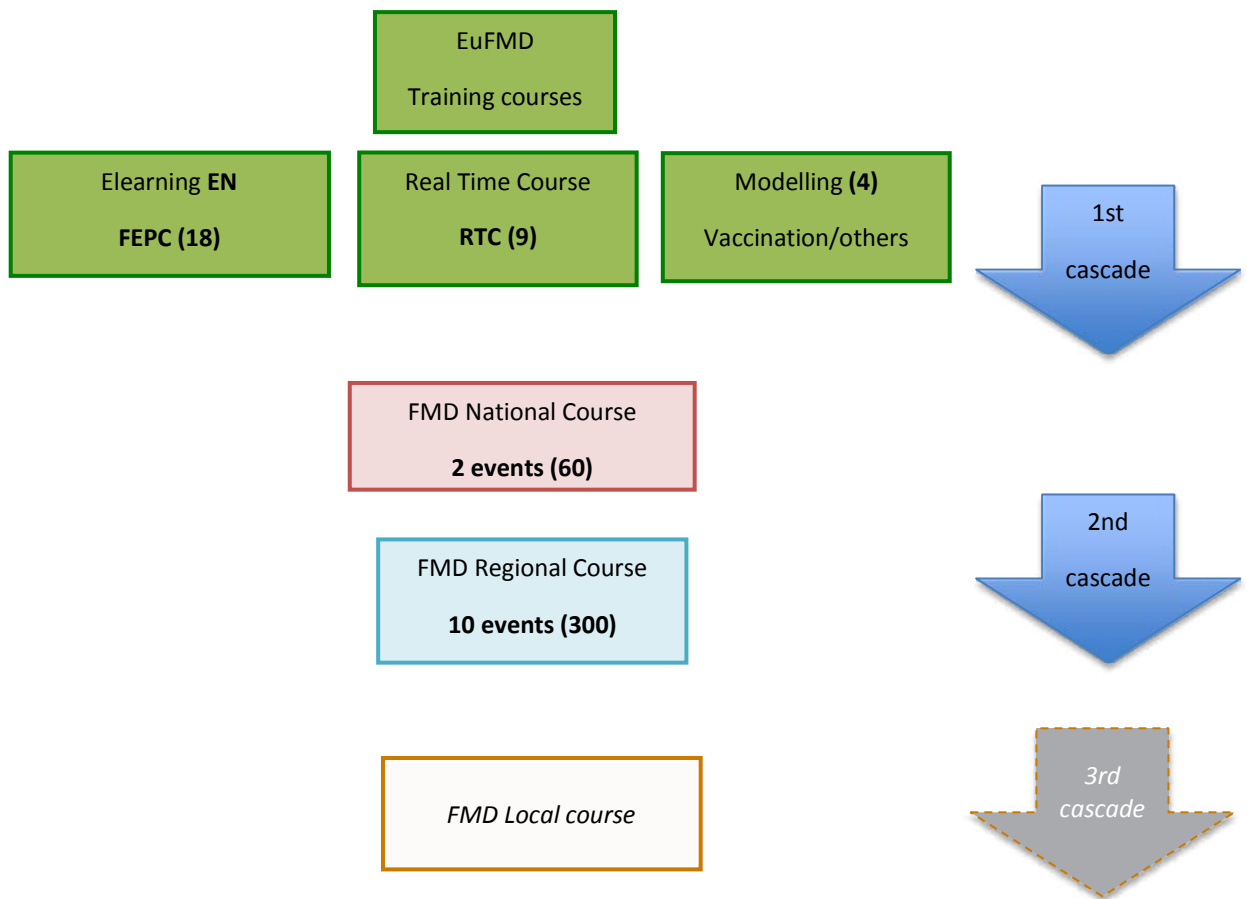 EuFMD
Training courses
Elearning EN
FEPC (18)
Real Time Course
RTC (9)
Modelling (4)
Vaccination/others
1st
cascade
FMD National Course
2 events (60)
2nd
cascade
FMD Regional Course
10 events (300)
3rd
cascade
FMD Local course